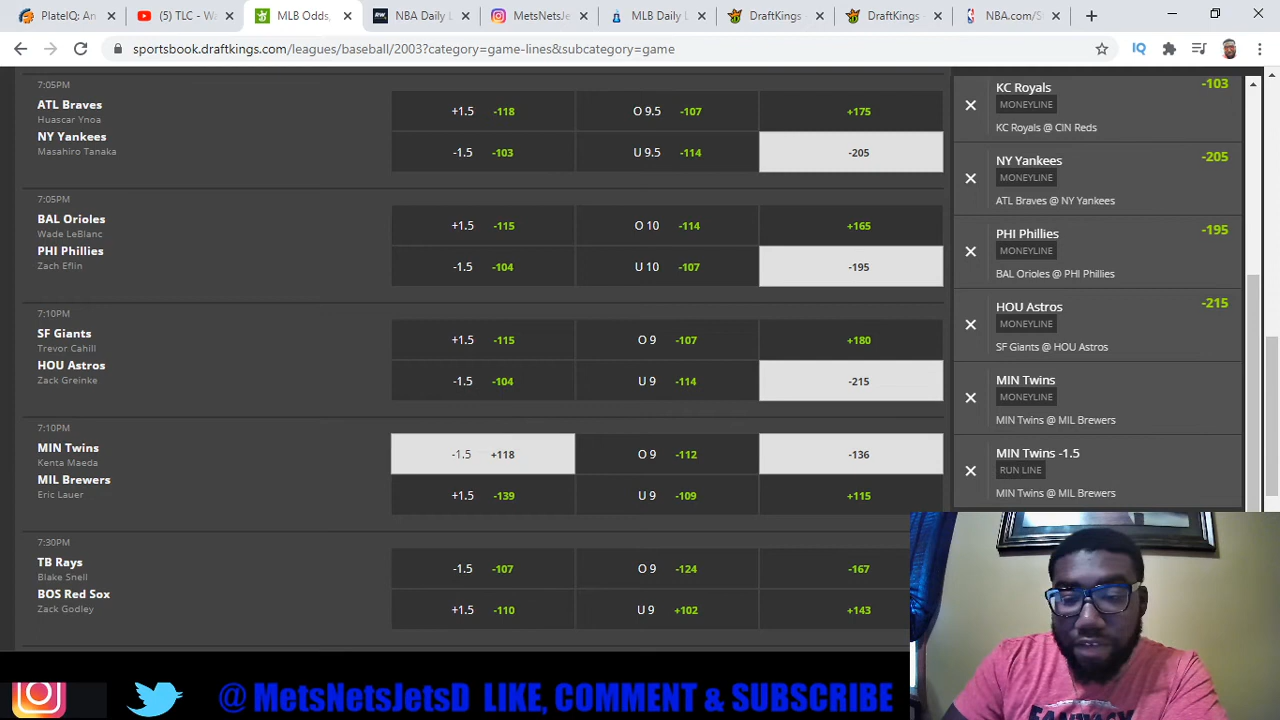 PlateIQ: An
(5) TLC - Wa
MLB Odds,
NBA Daily L
MetsNetsJe
MLB Daily L
DraftKings
DraftKings
NBA.com/S
sportsbook.draftkings.com/leagues/baseball/2003?category=game-lines&subcategory=game
IQ
7:05PM
ATL Braves +1.5 -118 O 9.5 -107 +175
Huascar Ynoa
NY Yankees -1.5 -103 U 9.5 -114 -205
Masahiro Tanaka
7:05PM
BAL Orioles +1.5 -115 O 10 -114 +165
Wade LeBlanc
PHI Phillies -1.5 -104 U 10 -107 -195
Zach Eflin
7:10PM
SF Giants +1.5 -115 O 9 -107 +180
Trevor Cahill
HOU Astros -1.5 -104 U 9 -114 -215
Zack Greinke
7:10PM
MIN Twins -1.5 +118 O 9 -112 -136
Kenta Maeda
MIL Brewers +1.5 -139 U 9 -109 +115
Eric Lauer
7:30PM
TB Rays -1.5 -107 O 9 -124 -167
Blake Snell
BOS Red Sox +1.5 -110 U 9 +102 +143
Zack Godley
KC Royals -103
MONEYLINE
KC Royals @ CIN Reds
NY Yankees -205
MONEYLINE
ATL Braves @ NY Yankees
PHI Phillies -195
MONEYLINE
BAL Orioles @ PHI Phillies
HOU Astros -215
MONEYLINE
SF Giants @ HOU Astros
MIN Twins
MONEYLINE
MIN Twins @ MIL Brewers
MIN Twins -1.5
RUN LINE
MIN Twins @ MIL Brewers
@ MetsNetsJetsD LIKE, COMMENT & SUBSCRIBE